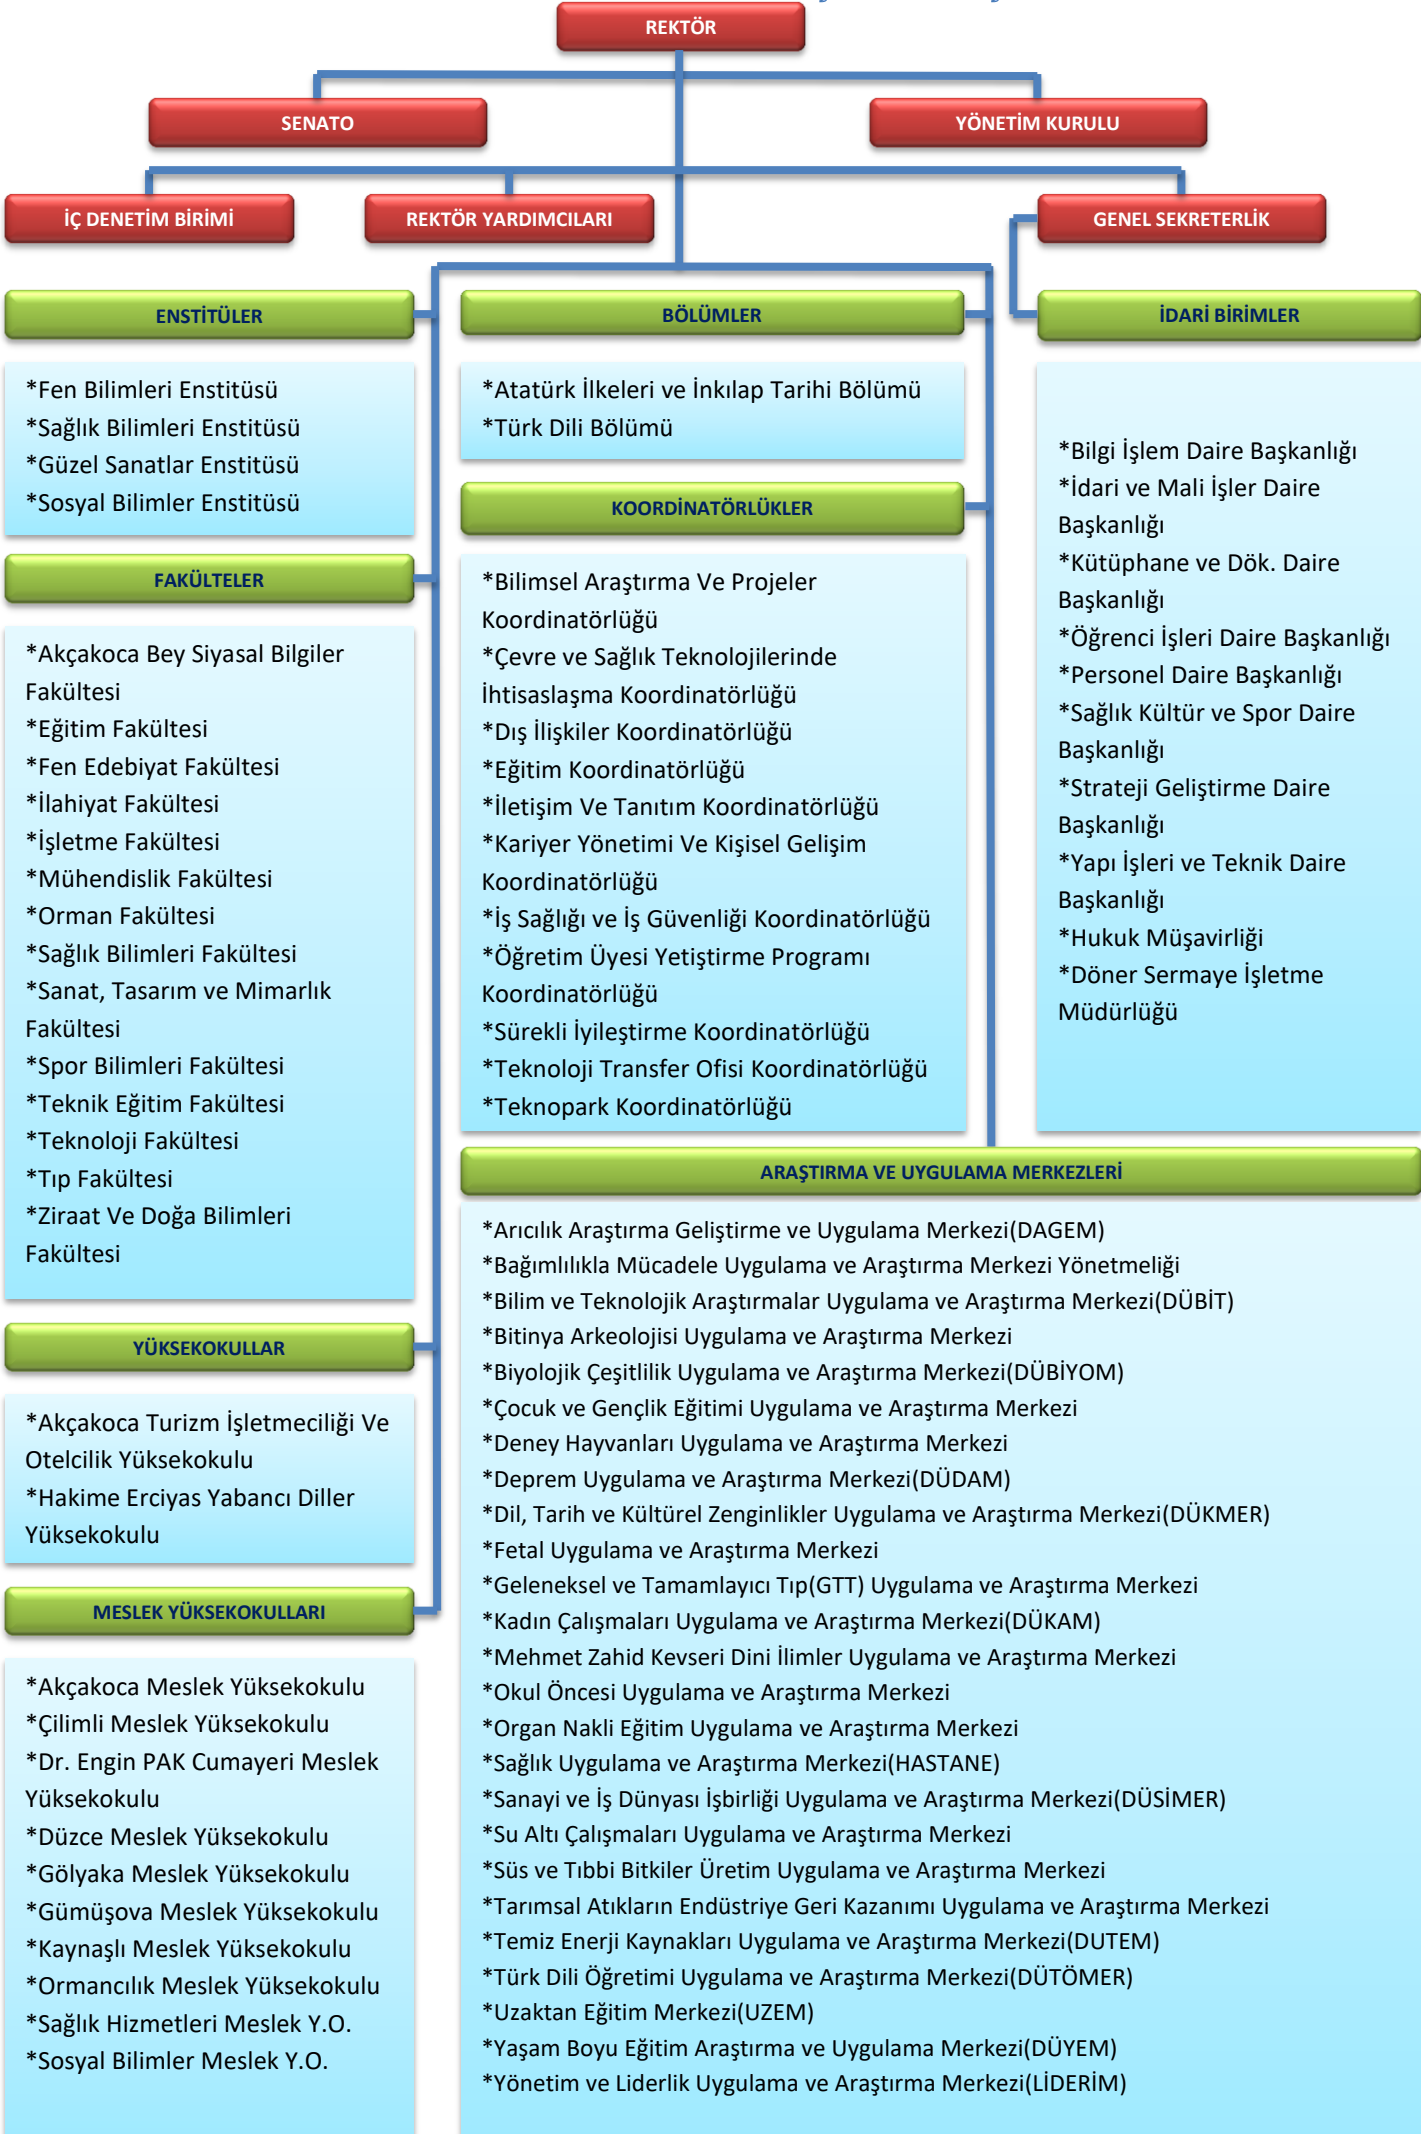 REKTÖR
SENATO
YÖNETİM KURULU
İÇ DENETİM BİRİMİ
REKTÖR YARDIMCILARI
GENEL SEKRETERLİK
ENSTİTÜLER
*Fen Bilimleri Enstitüsü
*Sağlık Bilimleri Enstitüsü
*Güzel Sanatlar Enstitüsü
*Sosyal Bilimler Enstitüsü
FAKÜLTELER
*Akçakoca Bey Siyasal Bilgiler
Fakültesi
*Eğitim Fakültesi
*Fen Edebiyat Fakültesi
*İlahiyat Fakültesi
*İşletme Fakültesi
*Mühendislik Fakültesi
*Orman Fakültesi
*Sağlık Bilimleri Fakültesi
*Sanat, Tasarım ve Mimarlık
Fakültesi
*Spor Bilimleri Fakültesi
*Teknik Eğitim Fakültesi
*Teknoloji Fakültesi
*Tıp Fakültesi
*Ziraat Ve Doğa Bilimleri
Fakültesi
YÜKSEKOKULLAR
*Akçakoca Turizm İşletmeciliği Ve
Otelcilik Yüksekokulu
*Hakime Erciyas Yabancı Diller
Yüksekokulu
MESLEK YÜKSEKOKULLARI
*Akçakoca Meslek Yüksekokulu
*Çilimli Meslek Yüksekokulu
*Dr. Engin PAK Cumayeri Meslek
Yüksekokulu
*Düzce Meslek Yüksekokulu
*Gölyaka Meslek Yüksekokulu
*Gümüşova Meslek Yüksekokulu
*Kaynaşlı Meslek Yüksekokulu
*Ormancılık Meslek Yüksekokulu
*Sağlık Hizmetleri Meslek Y.O.
*Sosyal Bilimler Meslek Y.O.
BÖLÜMLER
*Atatürk İlkeleri ve İnkılap Tarihi Bölümü
*Türk Dili Bölümü
KOORDİNATÖRLÜKLER
*Bilimsel Araştırma Ve Projeler
Koordinatörlüğü
*Çevre ve Sağlık Teknolojilerinde
İhtisaslaşma Koordinatörlüğü
*Dış İlişkiler Koordinatörlüğü
*Eğitim Koordinatörlüğü
*İletişim Ve Tanıtım Koordinatörlüğü
*Kariyer Yönetimi Ve Kişisel Gelişim
Koordinatörlüğü
*İş Sağlığı ve İş Güvenliği Koordinatörlüğü
*Öğretim Üyesi Yetiştirme Programı
Koordinatörlüğü
*Sürekli İyileştirme Koordinatörlüğü
*Teknoloji Transfer Ofisi Koordinatörlüğü
*Teknopark Koordinatörlüğü
İDARİ BİRİMLER
*Bilgi İşlem Daire Başkanlığı
*İdari ve Mali İşler Daire
Başkanlığı
*Kütüphane ve Dök. Daire
Başkanlığı
*Öğrenci İşleri Daire Başkanlığı
*Personel Daire Başkanlığı
*Sağlık Kültür ve Spor Daire
Başkanlığı
*Strateji Geliştirme Daire
Başkanlığı
*Yapı İşleri ve Teknik Daire
Başkanlığı
*Hukuk Müşavirliği
*Döner Sermaye İşletme
Müdürlüğü
ARAŞTIRMA VE UYGULAMA MERKEZLERİ
*Arıcılık Araştırma Geliştirme ve Uygulama Merkezi(DAGEM)
*Bağımlılıkla Mücadele Uygulama ve Araştırma Merkezi Yönetmeliği
*Bilim ve Teknolojik Araştırmalar Uygulama ve Araştırma Merkezi(DÜBİT)
*Bitinya Arkeolojisi Uygulama ve Araştırma Merkezi
*Biyolojik Çeşitlilik Uygulama ve Araştırma Merkezi(DÜBİYOM)
*Çocuk ve Gençlik Eğitimi Uygulama ve Araştırma Merkezi
*Deney Hayvanları Uygulama ve Araştırma Merkezi
*Deprem Uygulama ve Araştırma Merkezi(DÜDAM)
*Dil, Tarih ve Kültürel Zenginlikler Uygulama ve Araştırma Merkezi(DÜKMER)
*Fetal Uygulama ve Araştırma Merkezi
*Geleneksel ve Tamamlayıcı Tıp(GTT) Uygulama ve Araştırma Merkezi
*Kadın Çalışmaları Uygulama ve Araştırma Merkezi(DÜKAM)
*Mehmet Zahid Kevseri Dini İlimler Uygulama ve Araştırma Merkezi
*Okul Öncesi Uygulama ve Araştırma Merkezi
*Organ Nakli Eğitim Uygulama ve Araştırma Merkezi
*Sağlık Uygulama ve Araştırma Merkezi(HASTANE)
*Sanayi ve İş Dünyası İşbirliği Uygulama ve Araştırma Merkezi(DÜSİMER)
*Su Altı Çalışmaları Uygulama ve Araştırma Merkezi
*Süs ve Tıbbi Bitkiler Üretim Uygulama ve Araştırma Merkezi
*Tarımsal Atıkların Endüstriye Geri Kazanımı Uygulama ve Araştırma Merkezi
*Temiz Enerji Kaynakları Uygulama ve Araştırma Merkezi(DUTEM)
*Türk Dili Öğretimi Uygulama ve Araştırma Merkezi(DÜTÖMER)
*Uzaktan Eğitim Merkezi(UZEM)
*Yaşam Boyu Eğitim Araştırma ve Uygulama Merkezi(DÜYEM)
*Yönetim ve Liderlik Uygulama ve Araştırma Merkezi(LİDERİM)